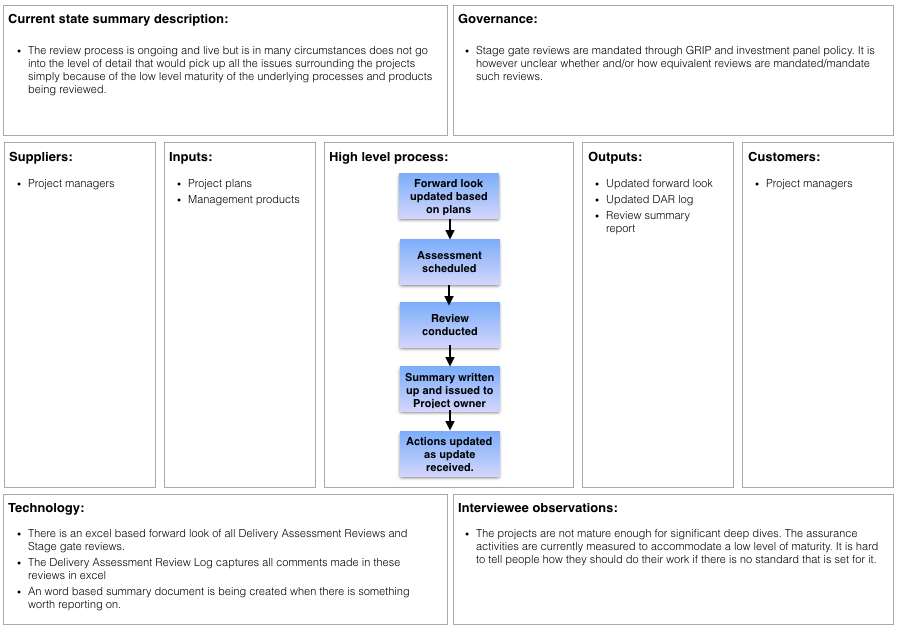 Current state summary description:
• The review process is ongoing and live but is in many circumstances does not go
into the level of detail that would pick up all the issues surrounding the projects
simply because of the low level maturity of the underlying processes and products
being reviewed.
Governance:
• Stage gate reviews are mandated through GRIP and investment panel policy. It is
however unclear whether and/or how equivalent reviews are mandated/mandate
such reviews.
Suppliers:
• Project managers
Inputs:
• Project plans
• Management products
High level process:
Forward look
updated based
on plans
Assessment
scheduled
Review
conducted
Summary written
up and issued to
Project owner
Actions updated
as update
received.
Outputs:
• Updated forward look
• Updated DAR log
• Review summary
report
Customers:
• Project managers
Technology:
• There is an excel based forward look of all Delivery Assessment Reviews and
Stage gate reviews.
• The Delivery Assessment Review Log captures all comments made in these
reviews in excel
• An word based summary document is being created when there is something
worth reporting on.
Interviewee observations:
• The projects are not mature enough for significant deep dives. The assurance
activities are currently measured to accommodate a low level of maturity. It is hard
to tell people how they should do their work if there is no standard that is set for it.